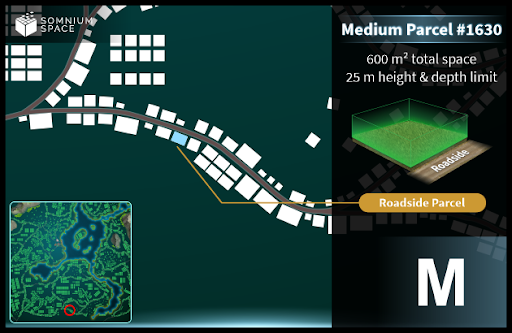 SOMNIUM
SPACE
Medium Parcel #1630
600 m² total space
25 m height & depth limit
Roadside
Roadside Parcel
M